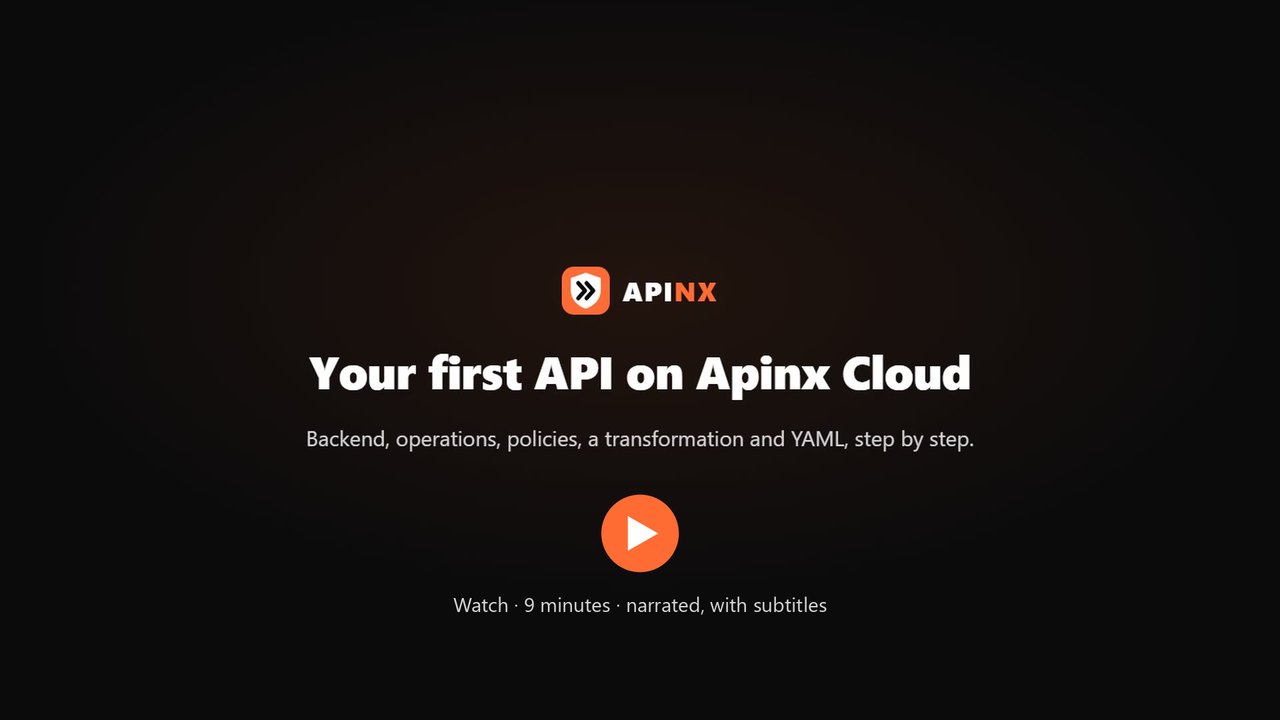 APINX
Your first API on Apinx Cloud
Backend, operations, policies, a transformation and YAML, step by step.
Watch · 9 minutes · narrated, with subtitles